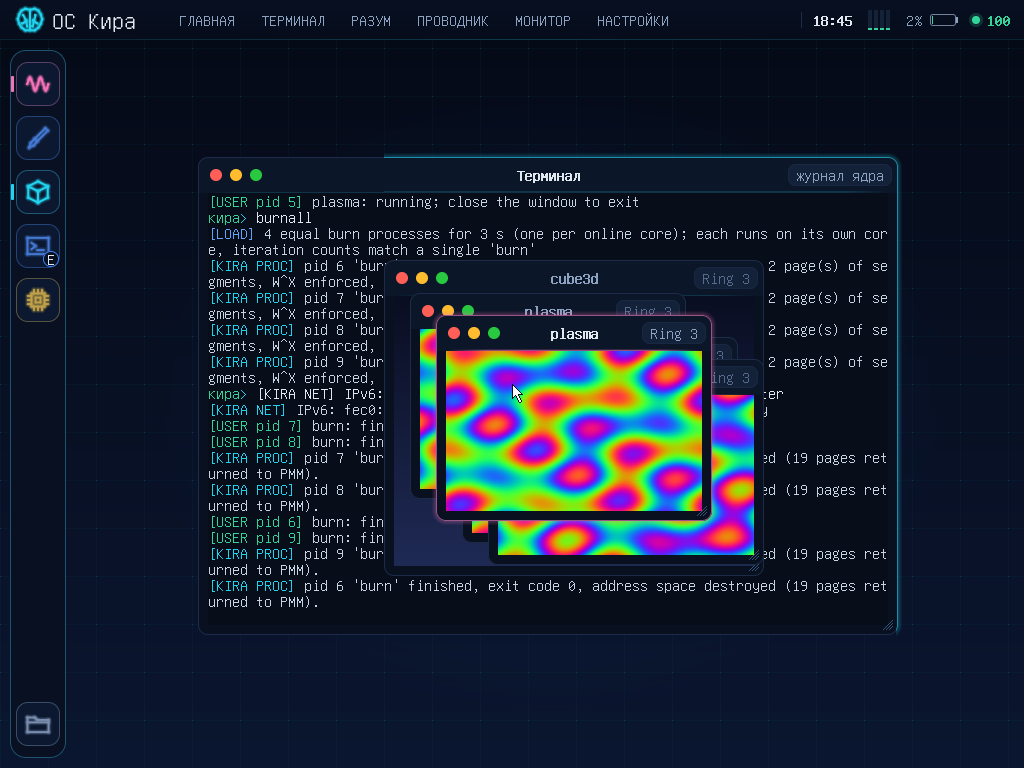 ОС Кира
ГЛАВНАЯ ТЕРМИНАЛ РАЗУМ ПРОВОДНИК МОНИТОР НАСТРОЙКИ
18:45 2% 100
E
Терминал журнал ядра
[USER pid 5] plasma: running; close the window to exit
кира> burnall
[LOAD] 4 equal burn processes for 3 s (one per online core); each runs on its own cor
e, iteration counts match a single 'burn'
[KIRA PROC] pid 6 'bur 2 page(s) of se
gments, W^X enforced,
[KIRA PROC] pid 7 'bur 2 page(s) of se
gments, W^X enforced,
[KIRA PROC] pid 8 'bur 2 page(s) of se
gments, W^X enforced,
[KIRA PROC] pid 9 'bur 2 page(s) of se
gments, W^X enforced,
кира> [KIRA NET] IPv6: ter
[KIRA NET] IPv6: fec0:
[USER pid 7] burn: fin
[USER pid 8] burn: fin
[KIRA PROC] pid 7 'bur ed (19 pages ret
urned to PMM).
[KIRA PROC] pid 8 'bur ed (19 pages ret
urned to PMM).
[USER pid 6] burn: fin
[USER pid 9] burn: fin
[KIRA PROC] pid 9 'bur ed (19 pages ret
urned to PMM).
[KIRA PROC] pid 6 'burn' finished, exit code 0, address space destroyed (19 pages ret
urned to PMM).
cube3d Ring 3
plasma Ring 3
plasma Ring 3
3
ing 3